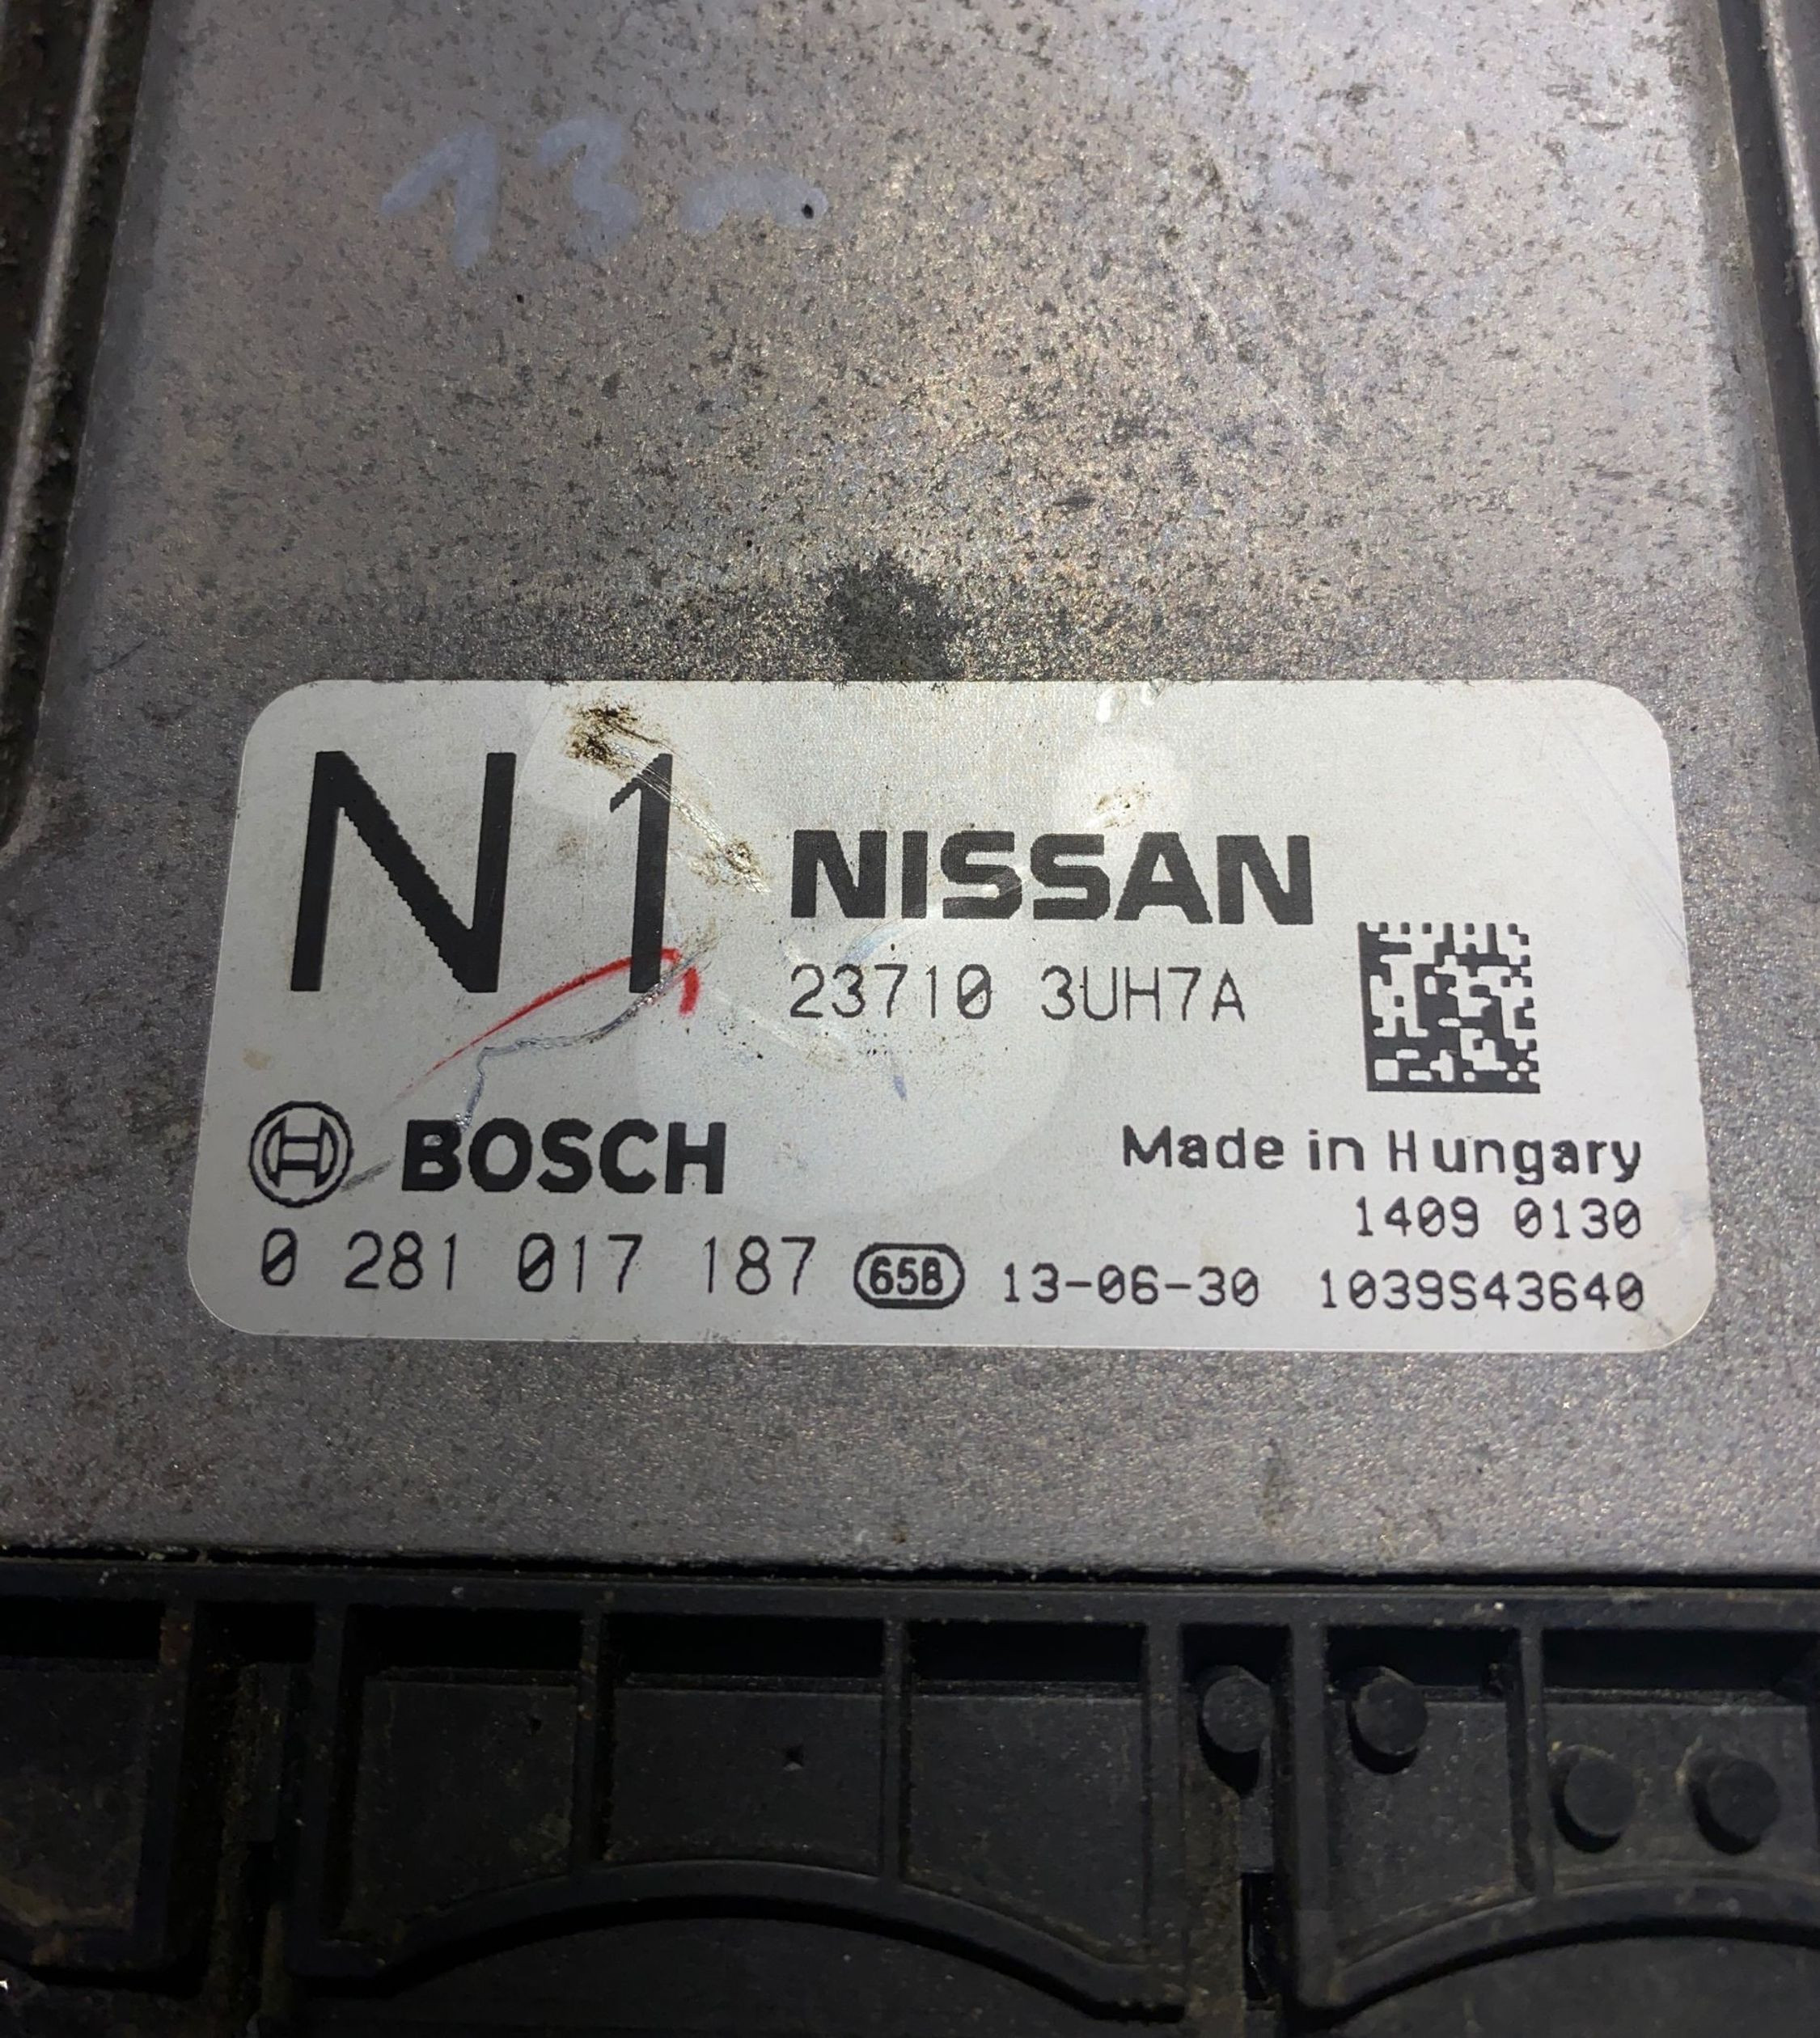 13
N1
NISSAN
23710 3UH7A
BOSCH
Made in Hungary
1409 0130
0 281 017 187 658 13-06-30 1039S43640